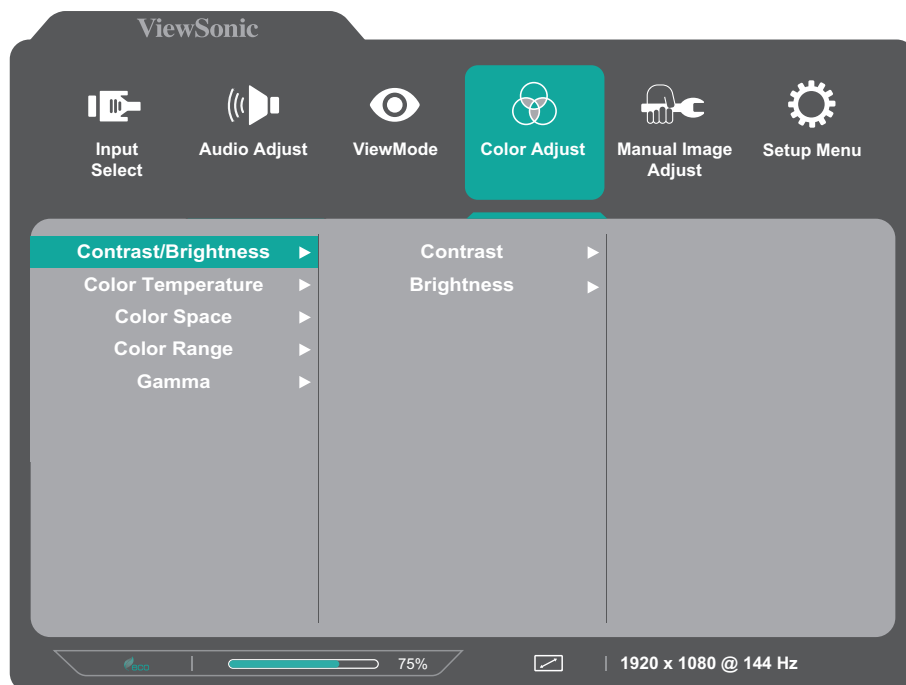 ViewSonic
Input
Select
Audio Adjust
ViewMode
Color Adjust
Manual Image
Adjust
Setup Menu
Contrast/Brightness
Color Temperature
Color Space
Color Range
Gamma
Contrast
Brightness
eco
75%
1920 x 1080 @ 144 Hz